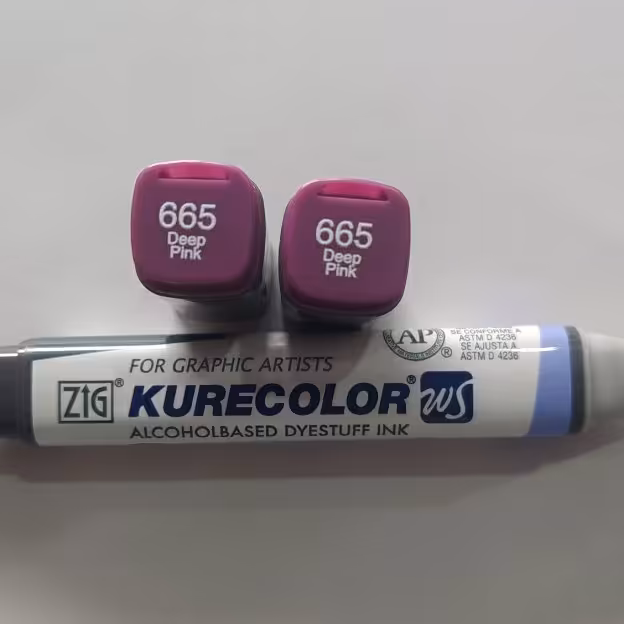 665
Deep
Pink
665
Deep
Pink
FOR GRAPHIC ARTISTS
ZIG®
KURECOLOR®
WS
ALCOHOLBASED DYESTUFF INK
AP
®
SE CONFORME A
ASTM D 4236
SE AJUSTA A
ASTM D 4236